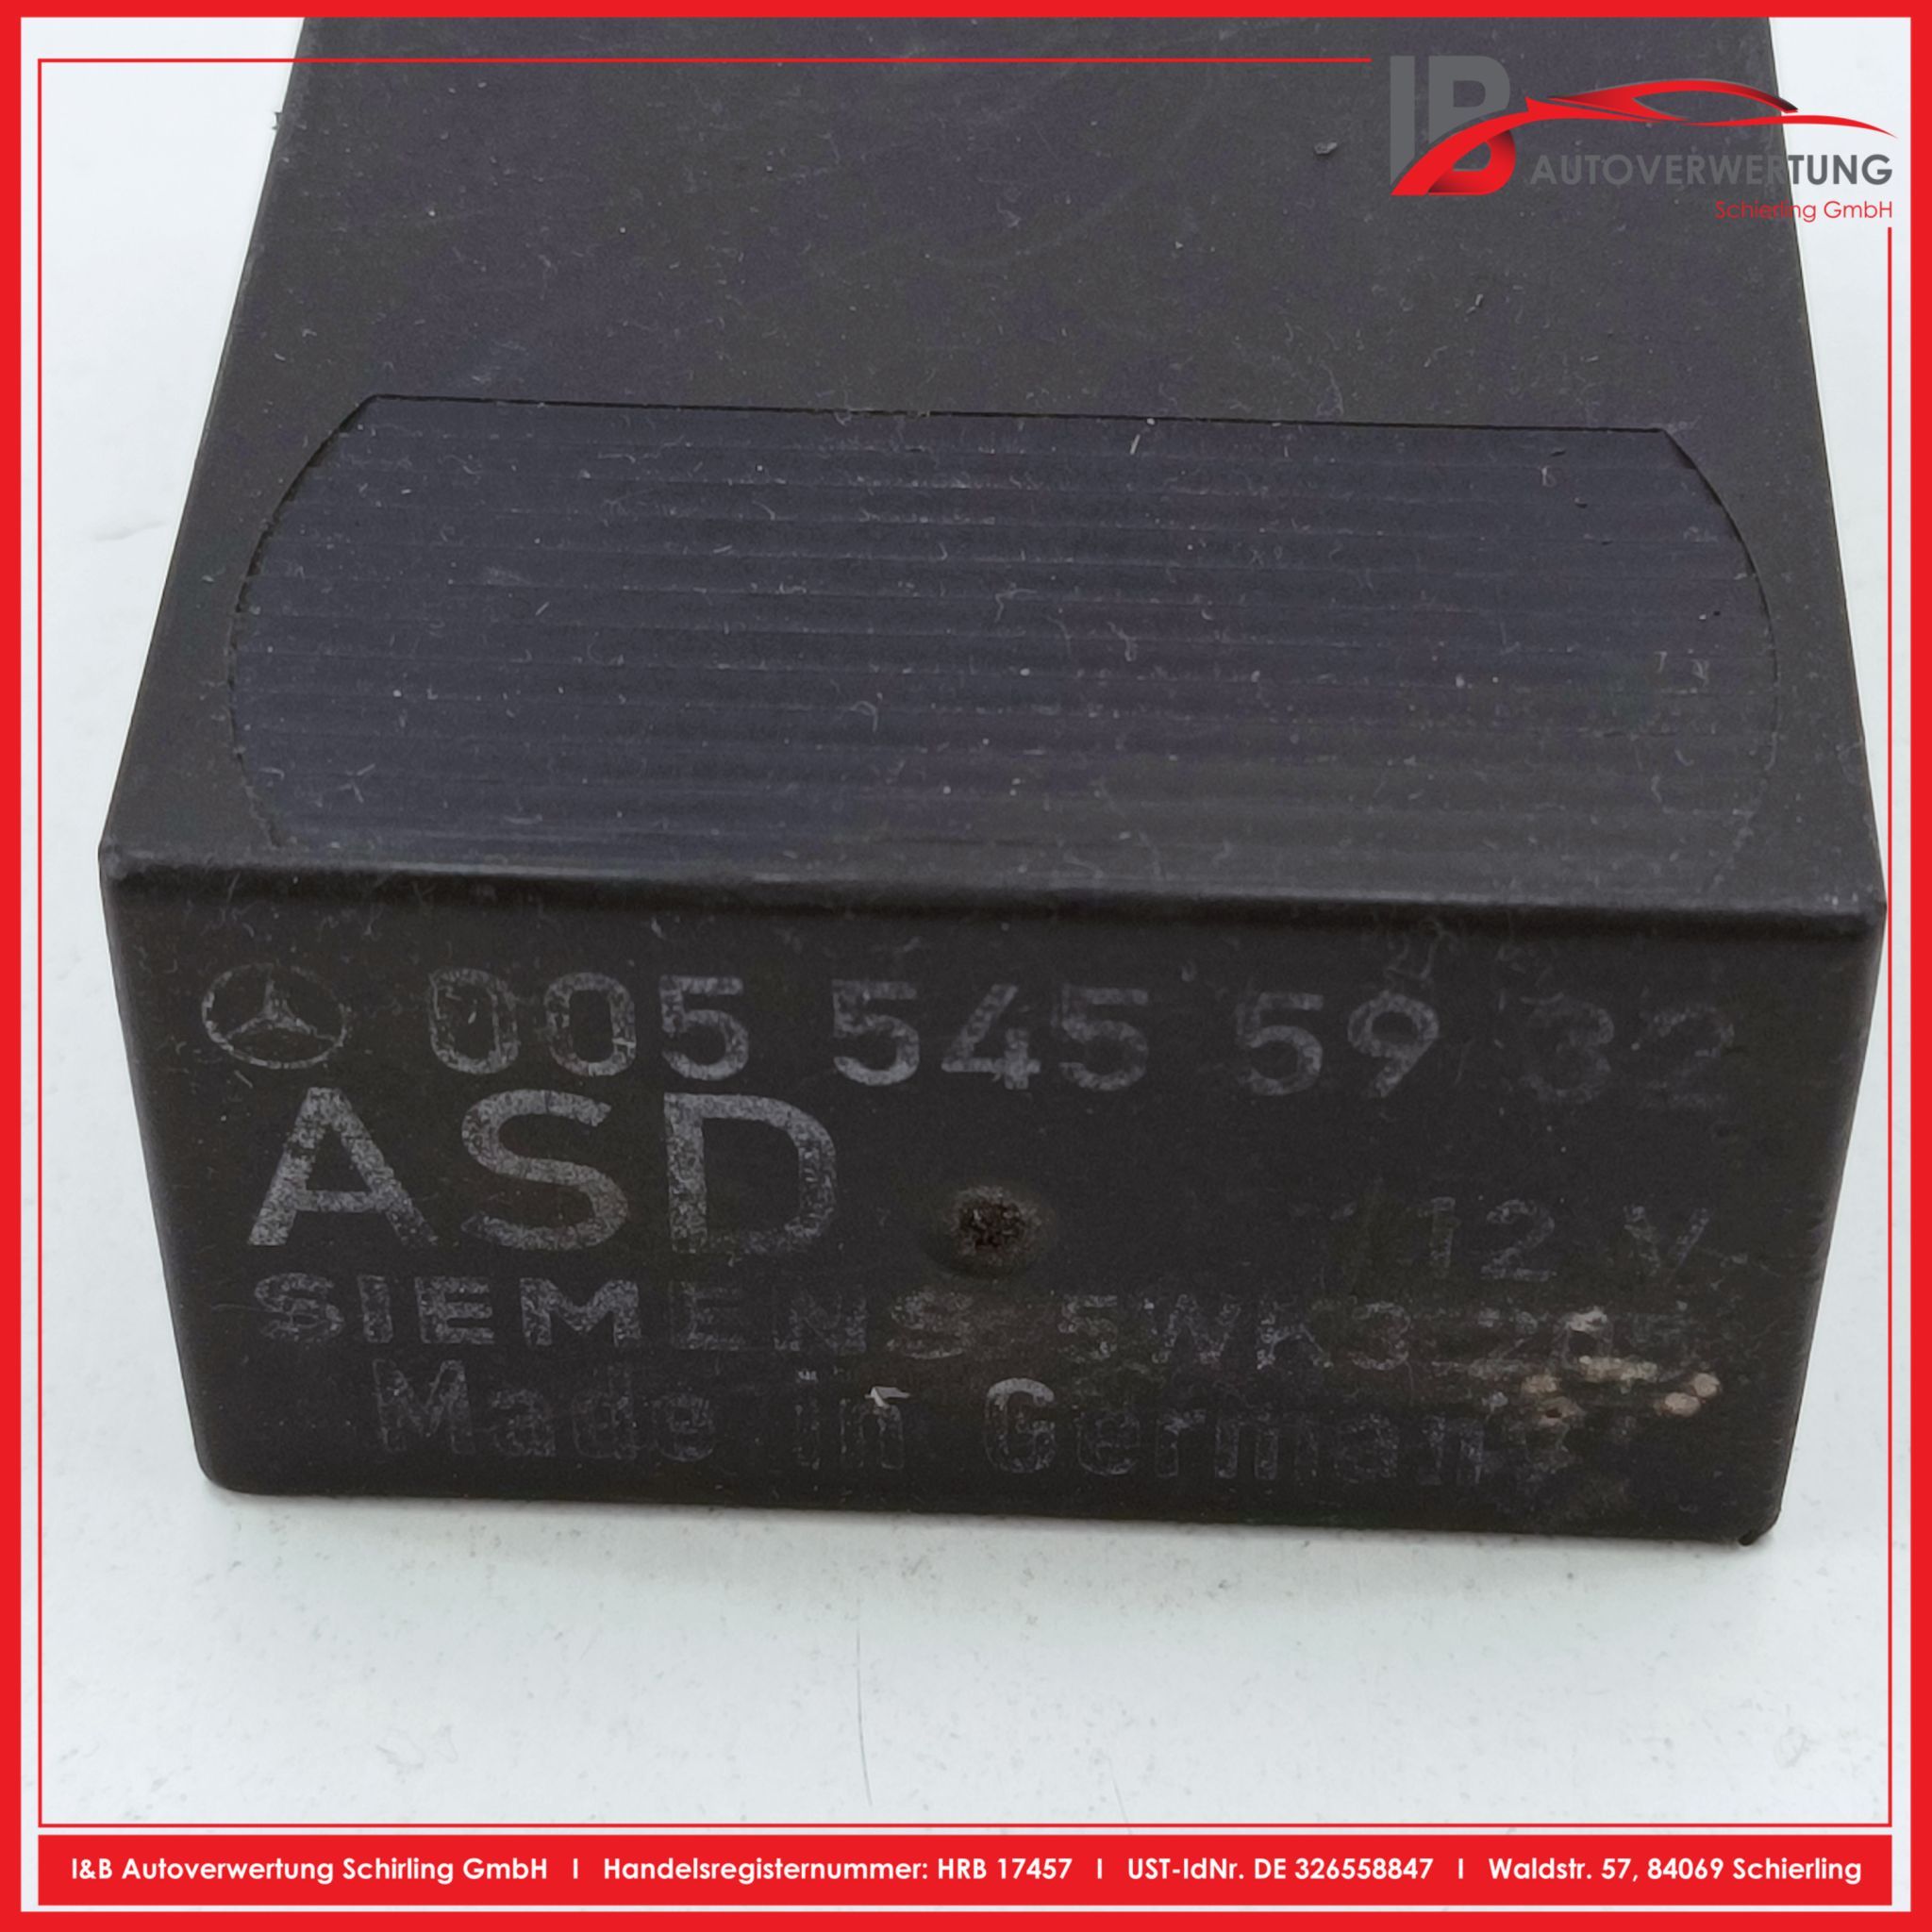 IB
AUTOVERWERTUNG
Schierling GmbH
005 545 59 32
ASD
12 V
SIEMENS 5WK3
Made in Germany
I&B Autoverwertung Schirling GmbH I Handelsregisternummer: HRB 17457 I UST-IdNr. DE 326558847 I Waldstr. 57, 84069 Schierling